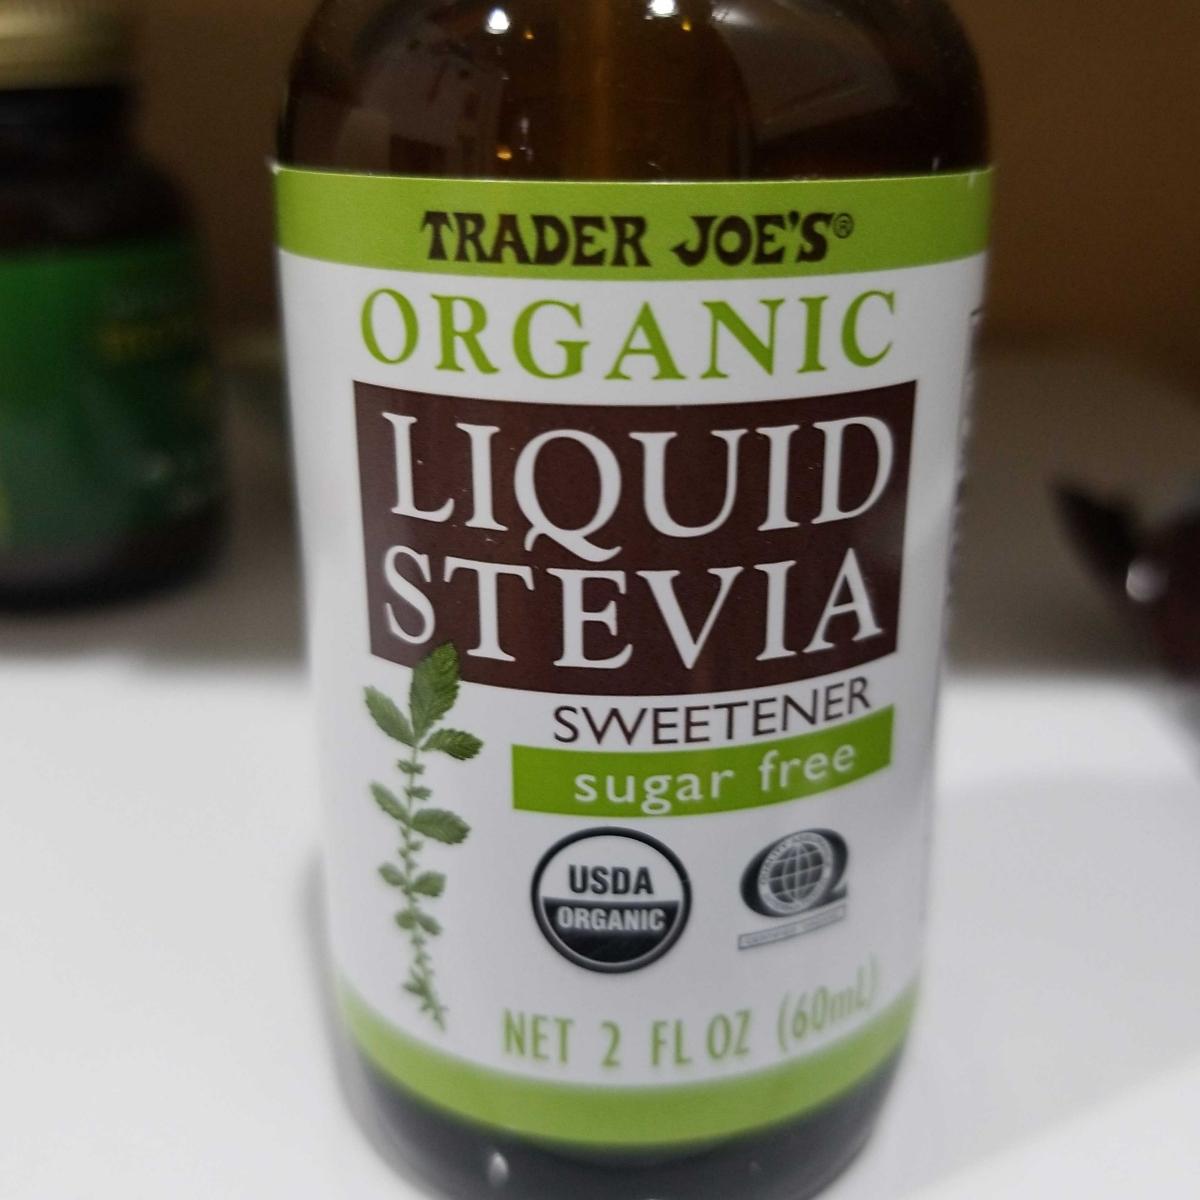 TRADER JOE'S®
ORGANIC
LIQUID
STEVIA
SWEETENER
sugar free
USDA
ORGANIC
NET 2 FL OZ (60mL)